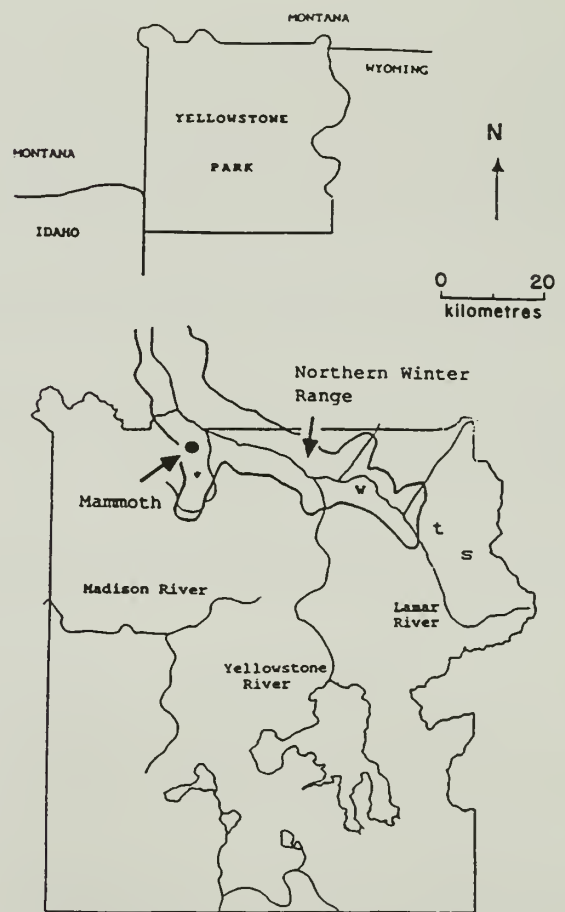 MONTANA
WYOMING
YELLOWSTONE
PARK
MONTANA
IDAHO
N
0 20
kilometres
Northern Winter
Range
Mammoth
w
t
s
Madison River
Lamar
River
Yellowstone
River